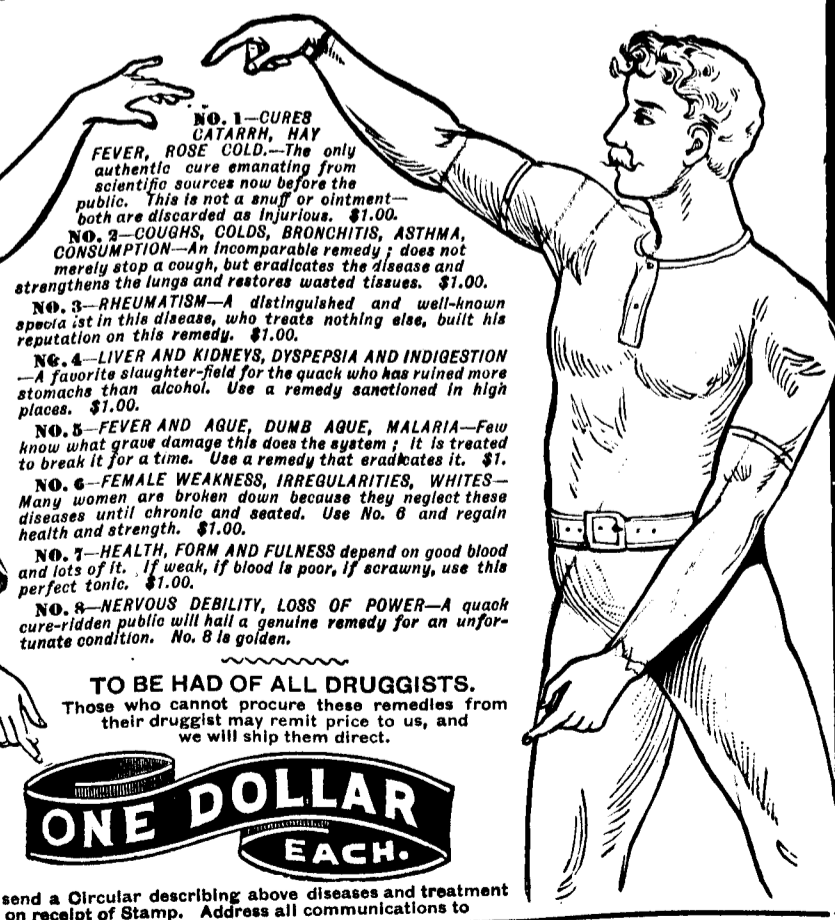 NO. 1—CURES
CATARRH, HAY
FEVER, ROSE COLD.—The only
authentic cure emanating from
scientific sources now before the
public. This is not a snuff or ointment—
both are discarded as injurious. $1.00.
NO. 2—COUGHS, COLDS, BRONCHITIS, ASTHMA,
CONSUMPTION—An incomparable remedy; does not
merely stop a cough, but eradicates the disease and
strengthens the lungs and restores wasted tissues. $1.00.
NO. 3—RHEUMATISM—A distinguished and well-known
specia ist in this disease, who treats nothing else, built his
reputation on this remedy. $1.00.
NO. 4—LIVER AND KIDNEYS, DYSPEPSIA AND INDIGESTION
—A favorite slaughter-field for the quack who has ruined more
stomachs than alcohol. Use a remedy sanctioned in high
places. $1.00.
NO. 5—FEVER AND AGUE, DUMB AGUE, MALARIA—Few
know what grave damage this does the system; it is treated
to break it for a time. Use a remedy that eradicates it. $1.
NO. 6—FEMALE WEAKNESS, IRREGULARITIES, WHITES—
Many women are broken down because they neglect these
diseases until chronic and seated. Use No. 6 and regain
health and strength. $1.00.
NO. 7—HEALTH, FORM AND FULNESS depend on good blood
and lots of it. If weak, if blood is poor, if scrawny, use this
perfect tonic. $1.00.
NO. 8—NERVOUS DEBILITY, LOSS OF POWER—A quack
cure-ridden public will hail a genuine remedy for an unfor-
tunate condition. No. 8 is golden.
TO BE HAD OF ALL DRUGGISTS.
Those who cannot procure these remedies from
their druggist may remit price to us, and
we will ship them direct.
ONE DOLLAR
EACH.
send a Circular describing above diseases and treatment
on receipt of Stamp. Address all communications to